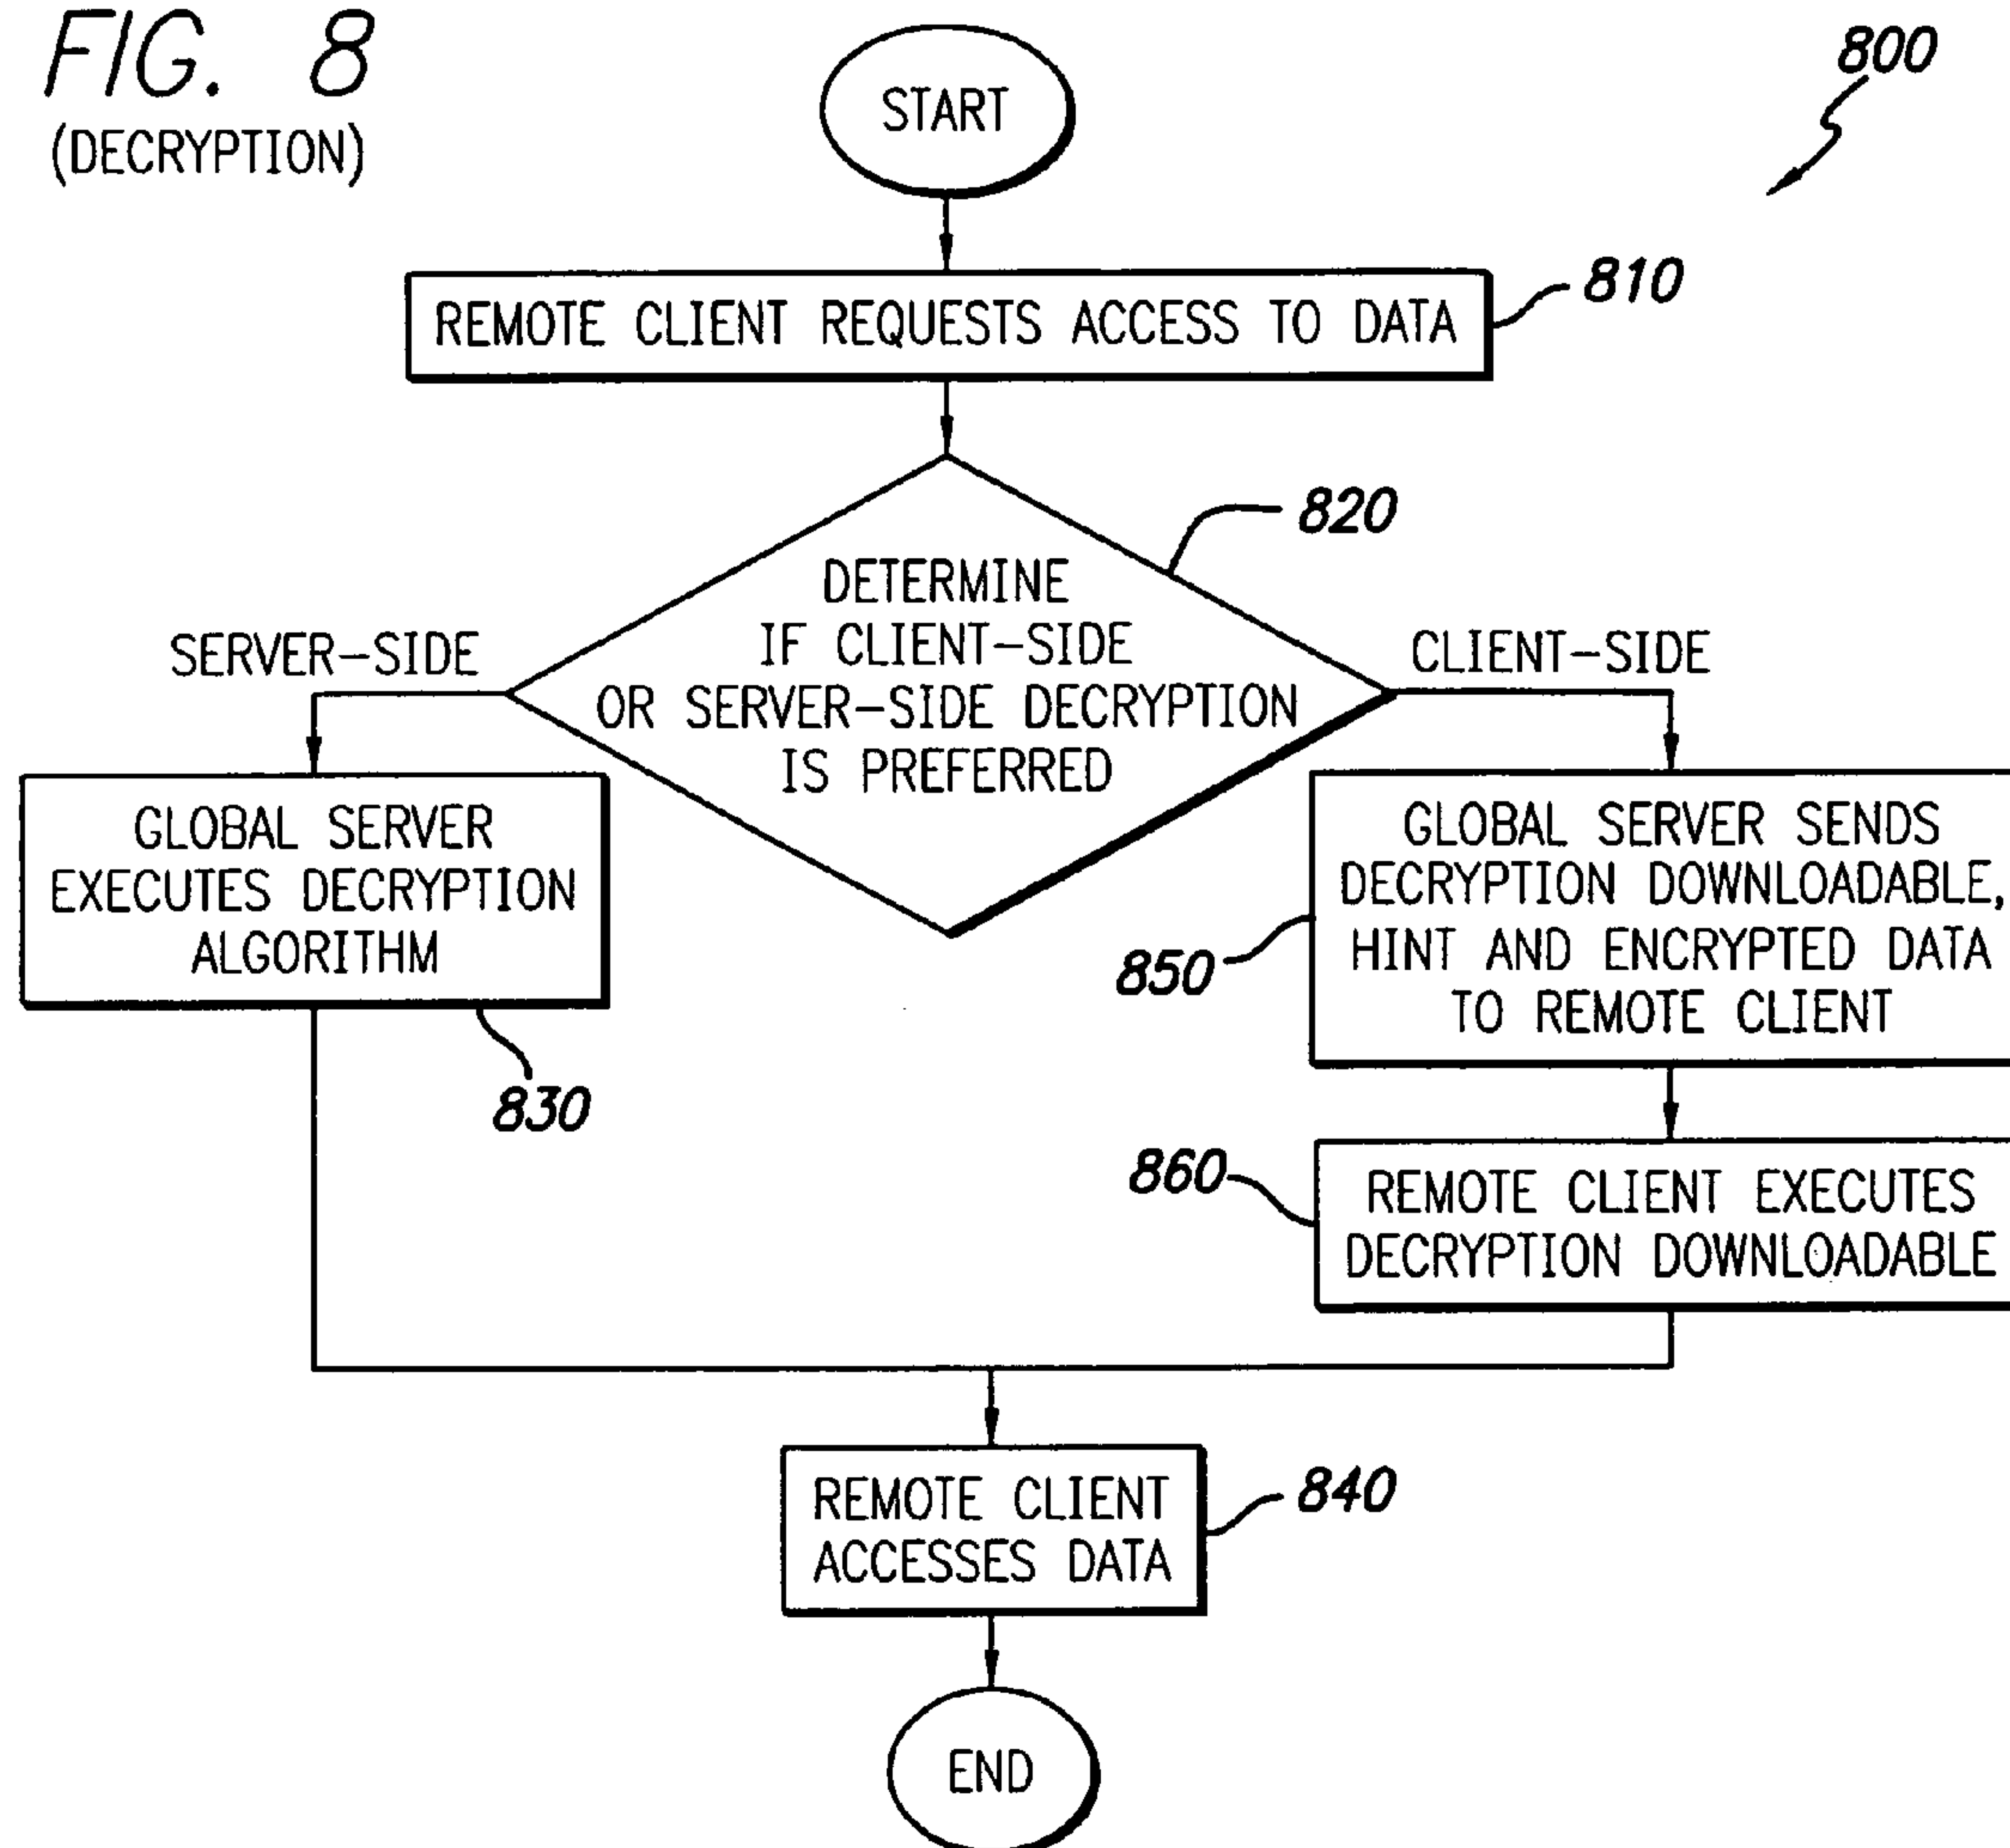 FIG. 8
(DECRYPTION)
800
START
REMOTE CLIENT REQUESTS ACCESS TO DATA
810
820
DETERMINE
IF CLIENT-SIDE
OR SERVER-SIDE DECRYPTION
IS PREFERRED
SERVER-SIDE
CLIENT-SIDE
GLOBAL SERVER
EXECUTES DECRYPTION
ALGORITHM
830
GLOBAL SERVER SENDS
DECRYPTION DOWNLOADABLE,
HINT AND ENCRYPTED DATA
TO REMOTE CLIENT
850
860
REMOTE CLIENT EXECUTES
DECRYPTION DOWNLOADABLE
REMOTE CLIENT
ACCESSES DATA
840
END